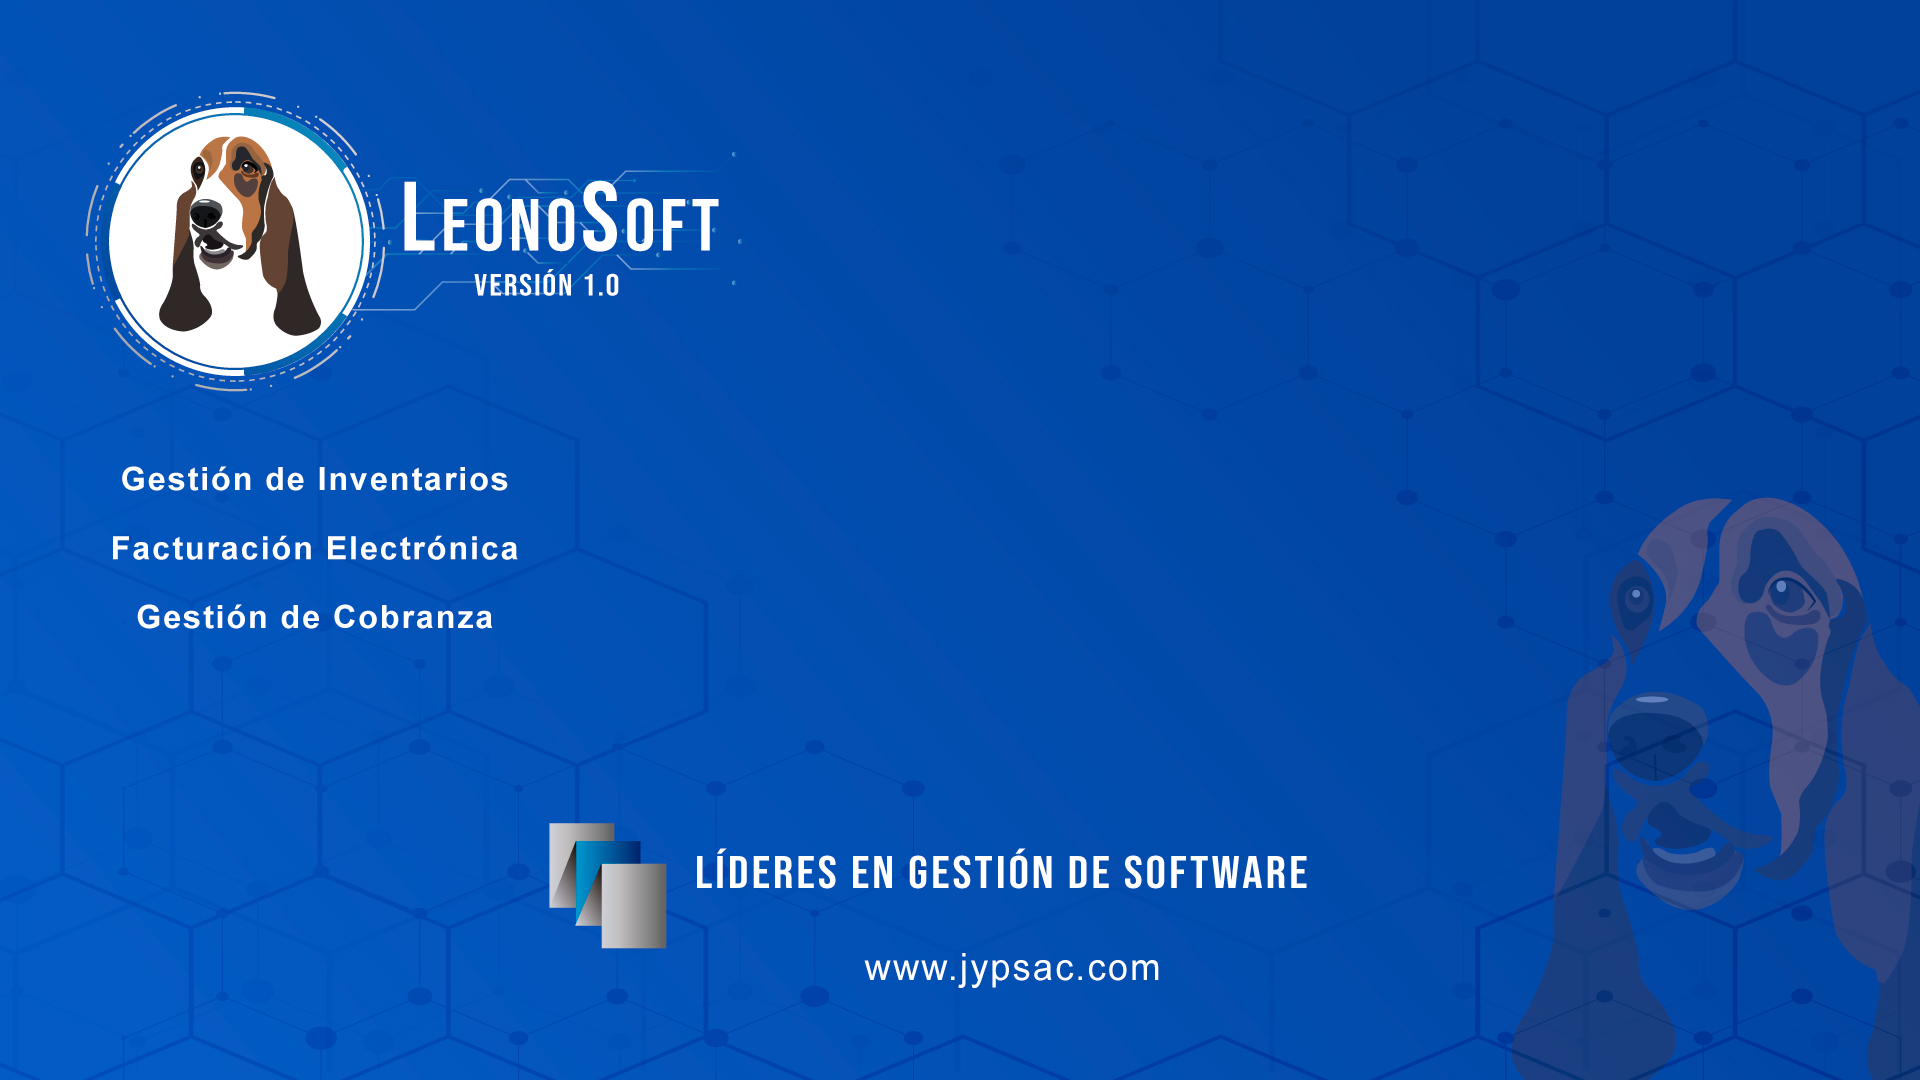 LEONOSOFT
VERSIÓN 1.0
Gestión de Inventarios
Facturación Electrónica
Gestión de Cobranza
LÍDERES EN GESTIÓN DE SOFTWARE
www.jypsac.com